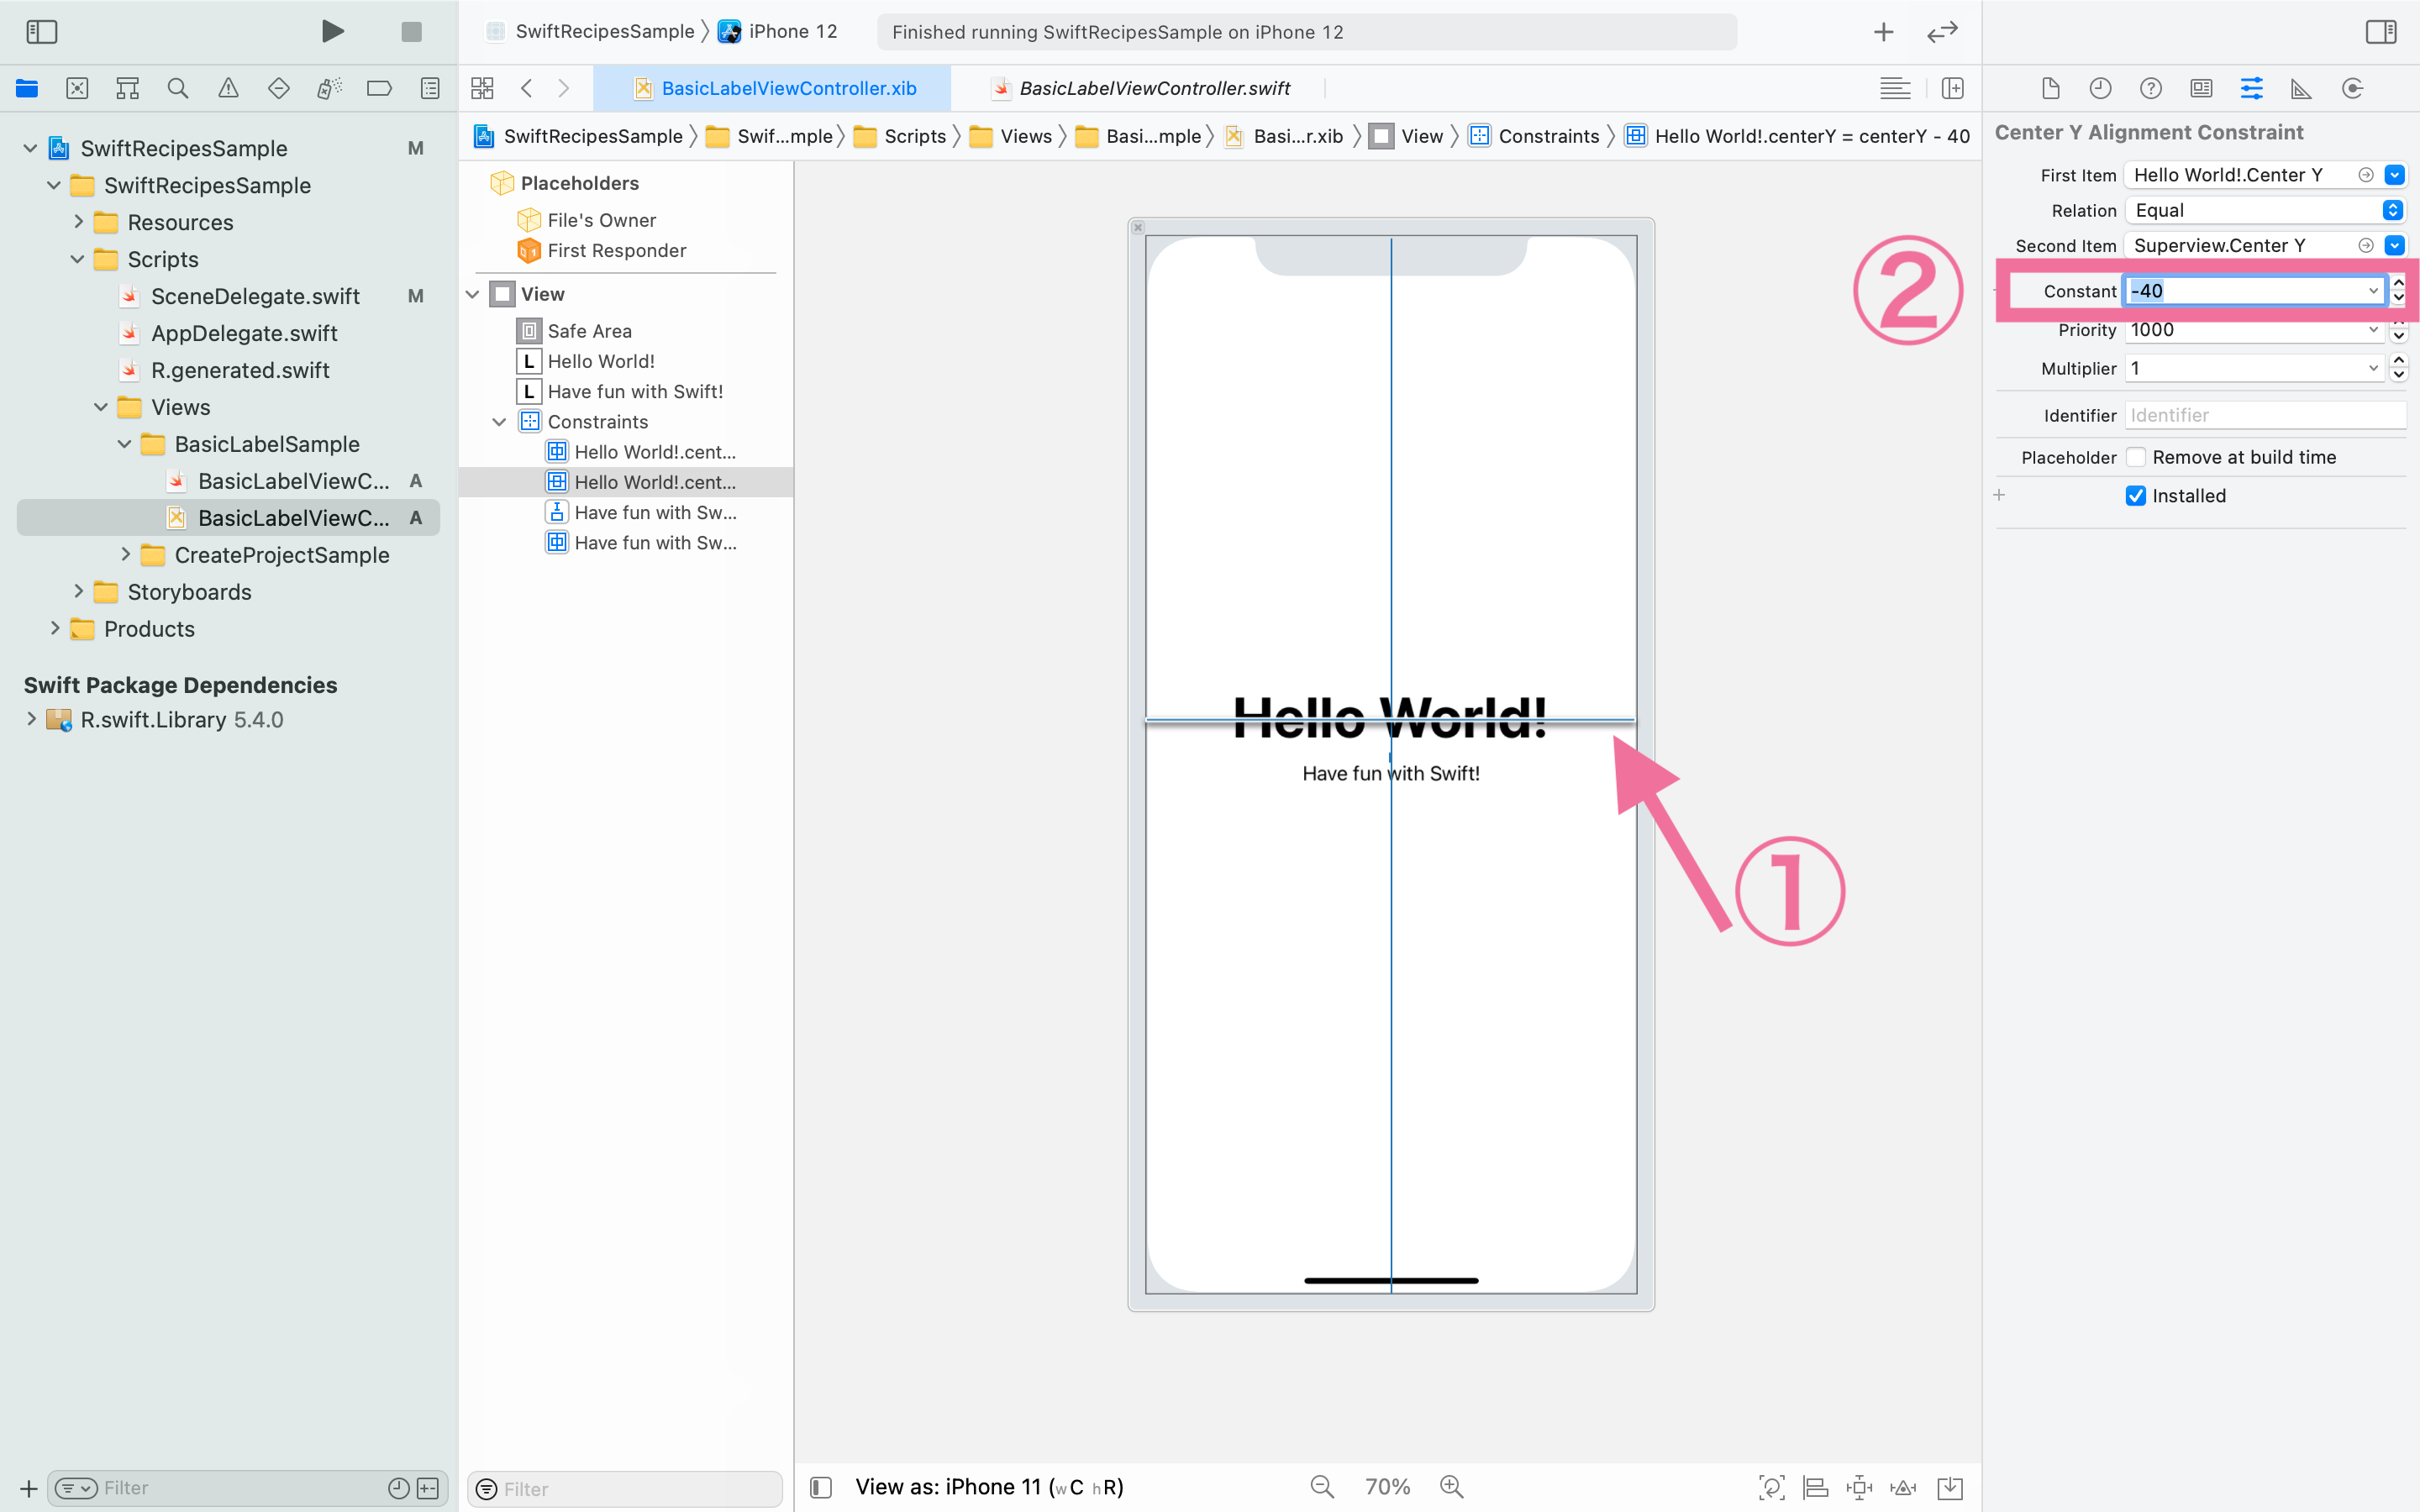 SwiftRecipesSample 〉 iPhone 12
Finished running SwiftRecipesSample on iPhone 12
BasicLabelViewController.xib
BasicLabelViewController.swift
SwiftRecipesSample 〉 Swif...mple 〉 Scripts 〉 Views 〉 Basi...mple 〉 Basi...r.xib 〉 View 〉 Constraints 〉 Hello World!.centerY = centerY - 40
SwiftRecipesSample M
SwiftRecipesSample
Resources
Scripts
SceneDelegate.swift M
AppDelegate.swift
R.generated.swift
Views
BasicLabelSample
BasicLabelViewC... A
BasicLabelViewC... A
CreateProjectSample
Storyboards
Products
Swift Package Dependencies
R.swift.Library 5.4.0
Filter
Placeholders
File's Owner
First Responder
View
Safe Area
L Hello World!
L Have fun with Swift!
Constraints
Hello World!.cent...
Hello World!.cent...
Have fun with Sw...
Have fun with Sw...
Filter
Hello World!
Have fun with Swift!
①
②
View as: iPhone 11 (wC hR)
70%
Center Y Alignment Constraint
First Item Hello World!.Center Y
Relation Equal
Second Item Superview.Center Y
Constant -40
Priority 1000
Multiplier 1
Identifier Identifier
Placeholder Remove at build time
Installed